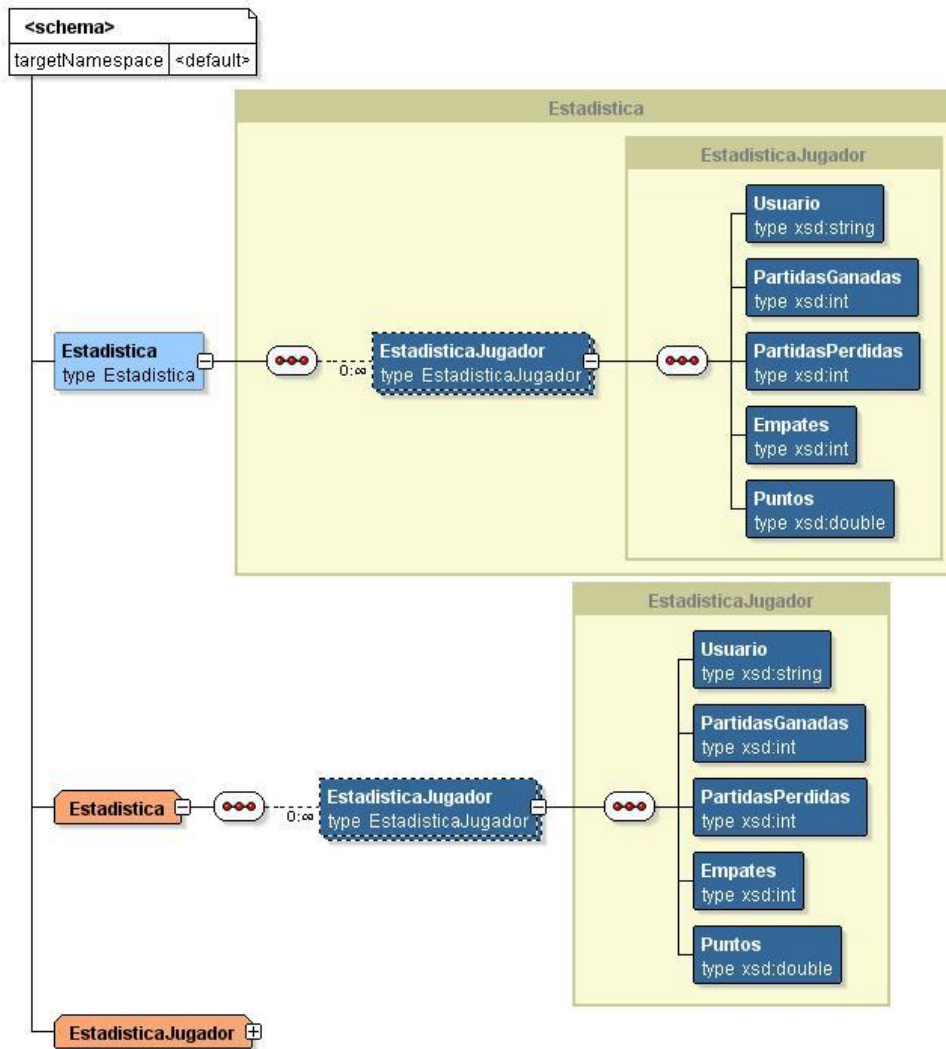 <schema>
targetNamespace <default>
Estadistica
EstadisticaJugador
Usuario
type xsd:string
PartidasGanadas
type xsd:int
PartidasPerdidas
type xsd:int
Empates
type xsd:int
Puntos
type xsd:double
Estadistica
type Estadistica
0:∞
EstadisticaJugador
type EstadisticaJugador
EstadisticaJugador
Usuario
type xsd:string
PartidasGanadas
type xsd:int
PartidasPerdidas
type xsd:int
Empates
type xsd:int
Puntos
type xsd:double
Estadistica
0:∞
EstadisticaJugador
type EstadisticaJugador
EstadisticaJugador